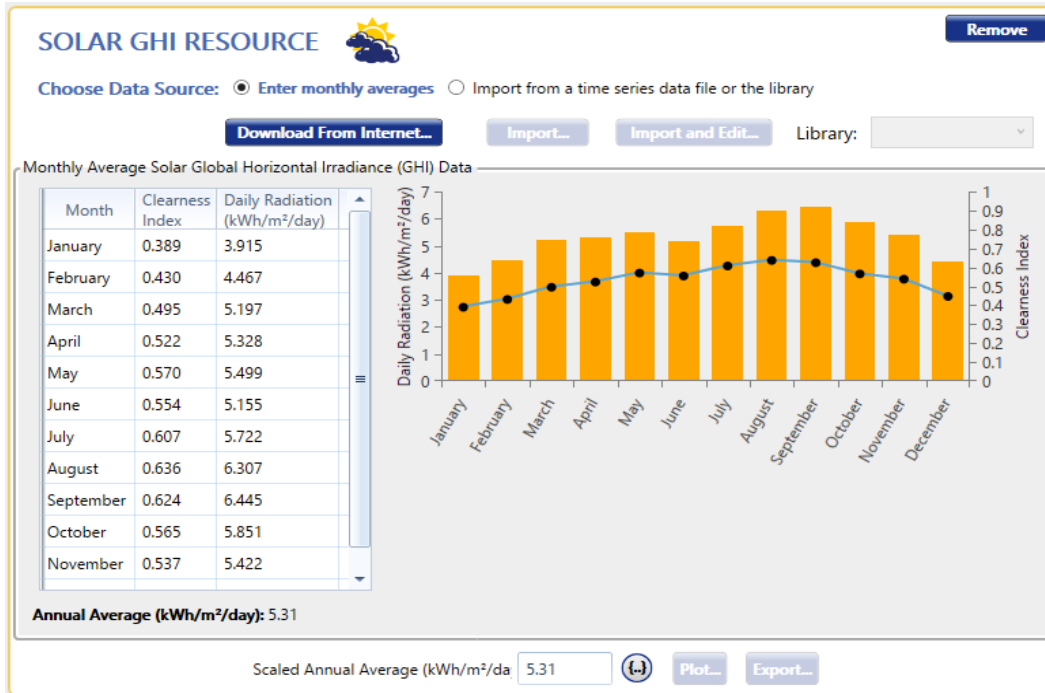 SOLAR GHI RESOURCE
Remove
Choose Data Source: Enter monthly averages Import from a time series data file or the library
Download From Internet... Import... Import and Edit... Library:
Monthly Average Solar Global Horizontal Irradiance (GHI) Data
Month Clearness Index Daily Radiation (kWh/m²/day)
January 0.389 3.915
February 0.430 4.467
March 0.495 5.197
April 0.522 5.328
May 0.570 5.499
June 0.554 5.155
July 0.607 5.722
August 0.636 6.307
September 0.624 6.445
October 0.565 5.851
November 0.537 5.422
Daily Radiation (kWh/m²/day)
7
6
5
4
3
2
1
0
1
0.9
0.8
0.7
0.6
0.5
0.4
0.3
0.2
0.1
0
Clearness Index
January February March April May June July August September October November December
Annual Average (kWh/m²/day): 5.31
Scaled Annual Average (kWh/m²/da 5.31 {..} Plot... Export...